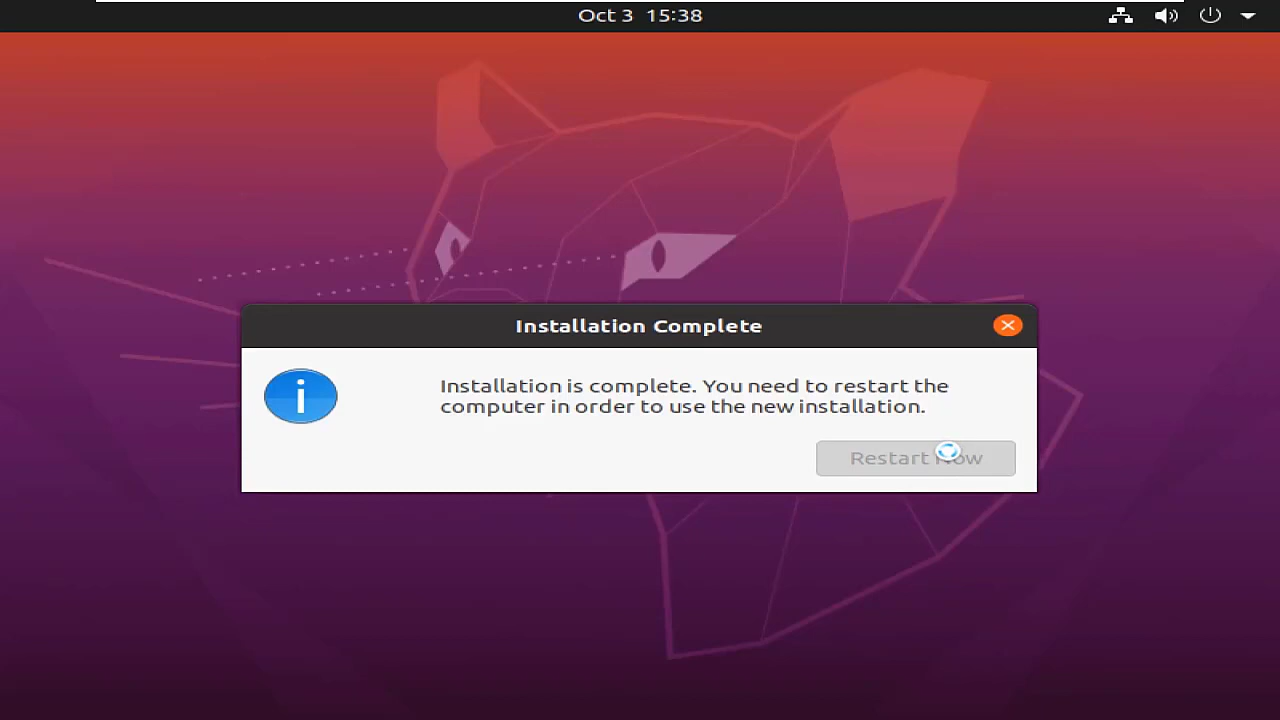 Oct 3 15:38
Installation Complete
Installation is complete. You need to restart the
computer in order to use the new installation.
Restart Now